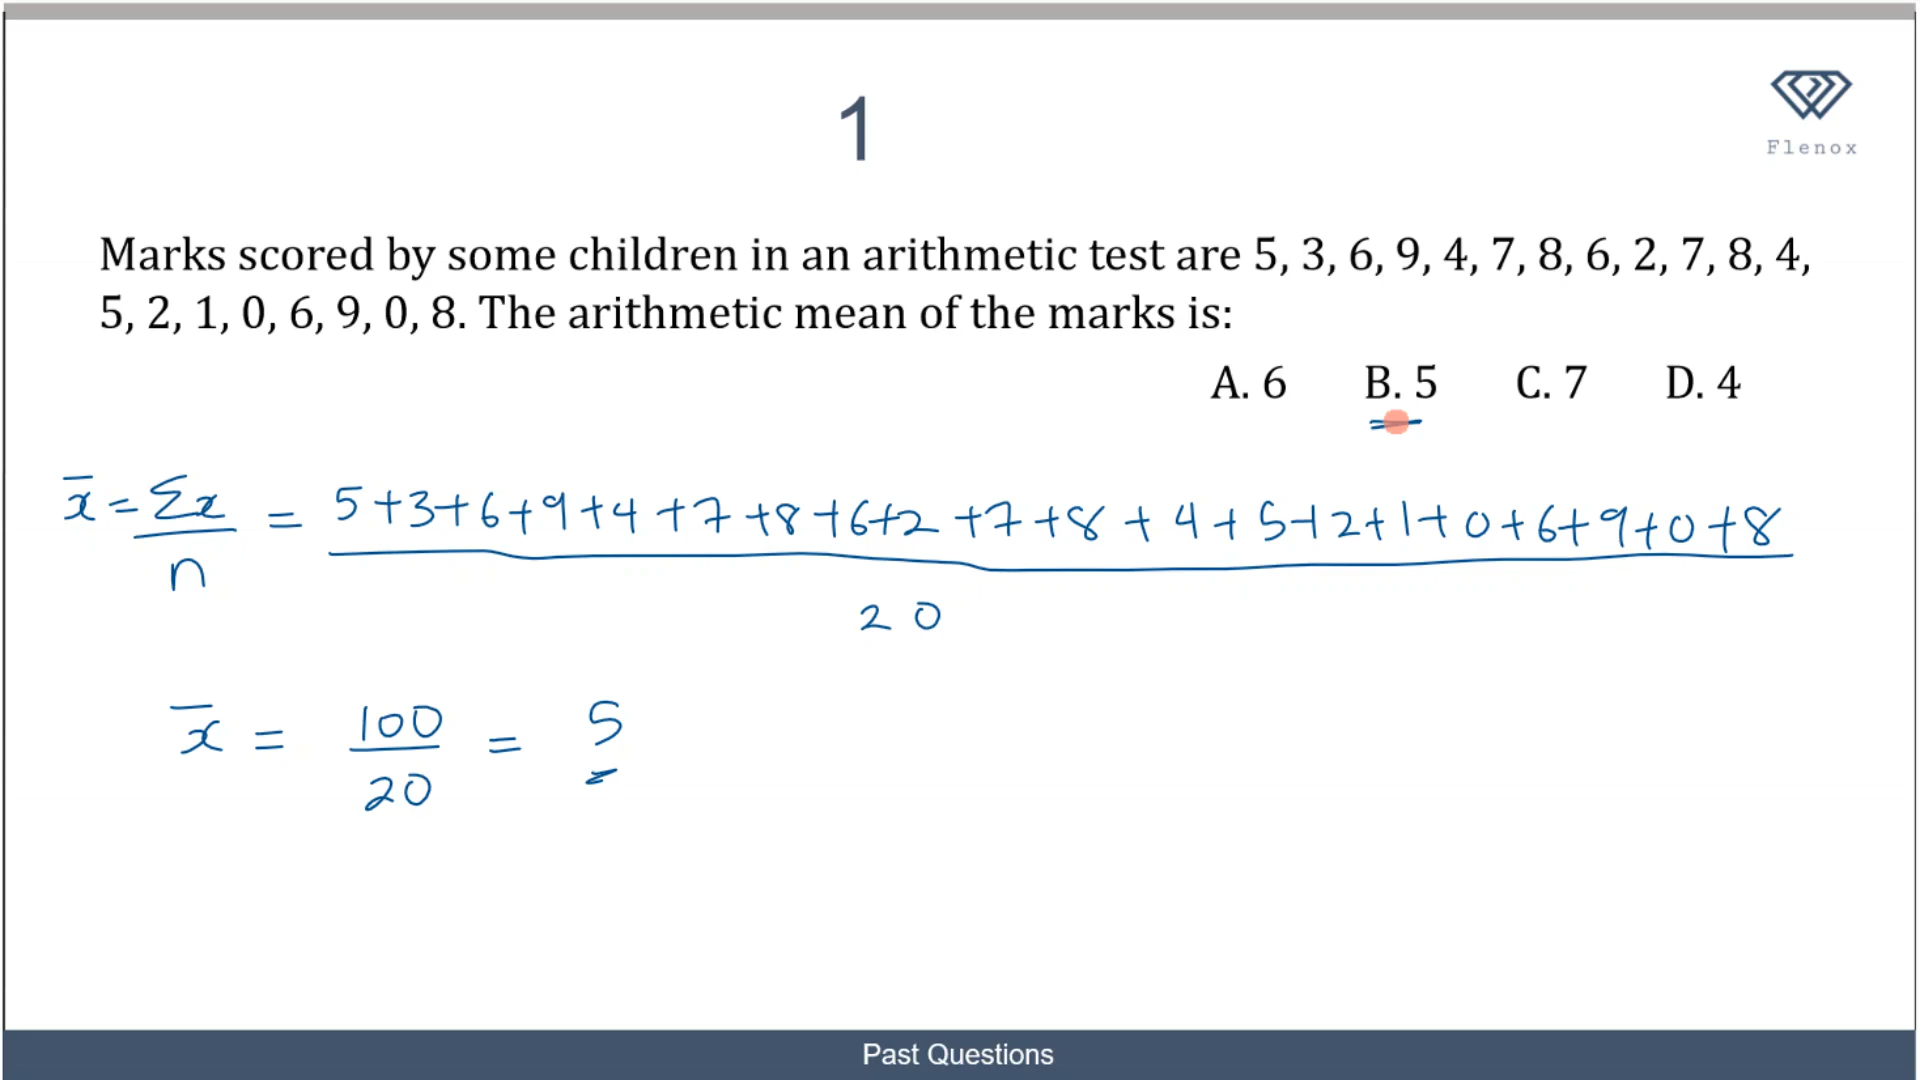 1
Flenox
Marks scored by some children in an arithmetic test are 5, 3, 6, 9, 4, 7, 8, 6, 2, 7, 8, 4,
5, 2, 1, 0, 6, 9, 0, 8. The arithmetic mean of the marks is:
A. 6 B. 5 C. 7 D. 4
x̄ = Σx = 5+3+6+9+4+7+8+6+2+7+8+4+5+2+1+0+6+9+0+8
n 20
x̄ = 100 = 5
20
Past Questions